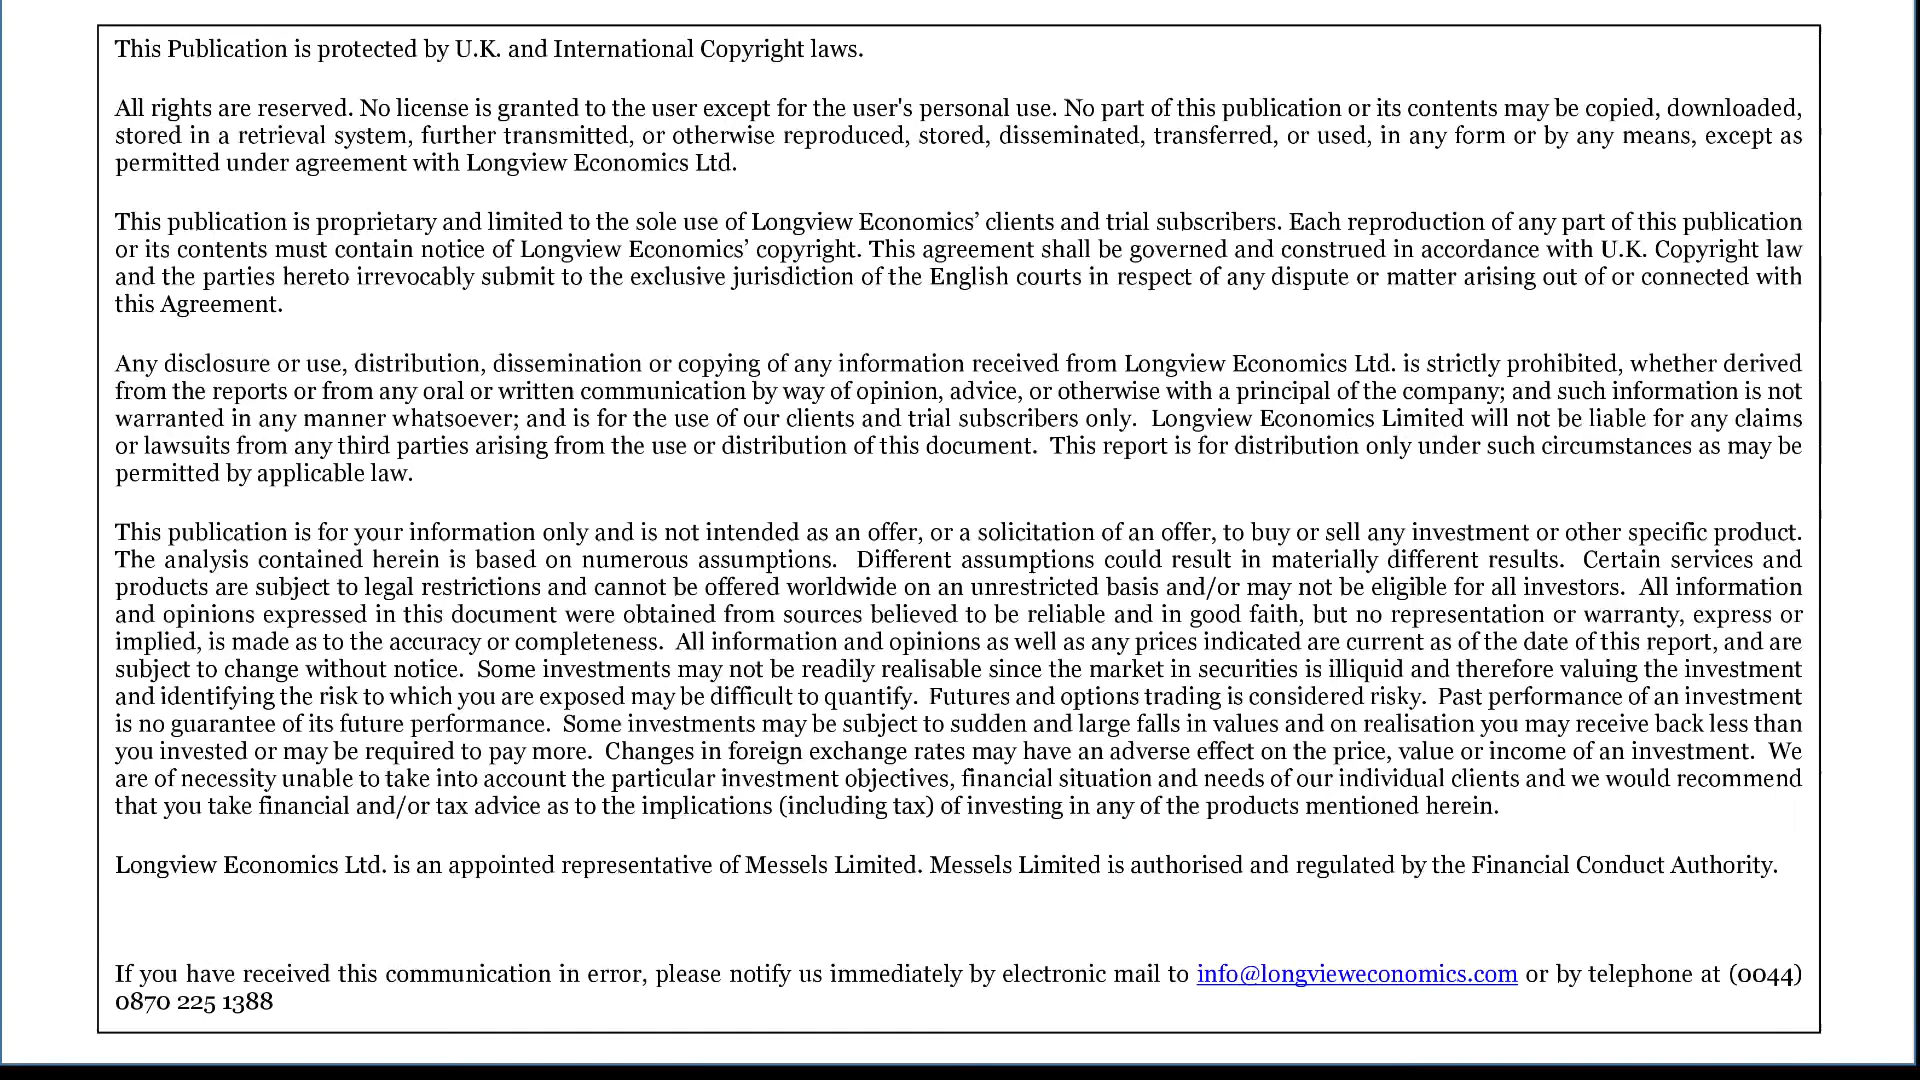 This Publication is protected by U.K. and International Copyright laws.
All rights are reserved. No license is granted to the user except for the user's personal use. No part of this publication or its contents may be copied, downloaded,
stored in a retrieval system, further transmitted, or otherwise reproduced, stored, disseminated, transferred, or used, in any form or by any means, except as
permitted under agreement with Longview Economics Ltd.
This publication is proprietary and limited to the sole use of Longview Economics’ clients and trial subscribers. Each reproduction of any part of this publication
or its contents must contain notice of Longview Economics’ copyright. This agreement shall be governed and construed in accordance with U.K. Copyright law
and the parties hereto irrevocably submit to the exclusive jurisdiction of the English courts in respect of any dispute or matter arising out of or connected with
this Agreement.
Any disclosure or use, distribution, dissemination or copying of any information received from Longview Economics Ltd. is strictly prohibited, whether derived
from the reports or from any oral or written communication by way of opinion, advice, or otherwise with a principal of the company; and such information is not
warranted in any manner whatsoever; and is for the use of our clients and trial subscribers only.  Longview Economics Limited will not be liable for any claims
or lawsuits from any third parties arising from the use or distribution of this document.  This report is for distribution only under such circumstances as may be
permitted by applicable law.
This publication is for your information only and is not intended as an offer, or a solicitation of an offer, to buy or sell any investment or other specific product.
The analysis contained herein is based on numerous assumptions.  Different assumptions could result in materially different results.  Certain services and
products are subject to legal restrictions and cannot be offered worldwide on an unrestricted basis and/or may not be eligible for all investors.  All information
and opinions expressed in this document were obtained from sources believed to be reliable and in good faith, but no representation or warranty, express or
implied, is made as to the accuracy or completeness.  All information and opinions as well as any prices indicated are current as of the date of this report, and are
subject to change without notice.  Some investments may not be readily realisable since the market in securities is illiquid and therefore valuing the investment
and identifying the risk to which you are exposed may be difficult to quantify.  Futures and options trading is considered risky.  Past performance of an investment
is no guarantee of its future performance.  Some investments may be subject to sudden and large falls in values and on realisation you may receive back less than
you invested or may be required to pay more.  Changes in foreign exchange rates may have an adverse effect on the price, value or income of an investment.  We
are of necessity unable to take into account the particular investment objectives, financial situation and needs of our individual clients and we would recommend
that you take financial and/or tax advice as to the implications (including tax) of investing in any of the products mentioned herein.
Longview Economics Ltd. is an appointed representative of Messels Limited. Messels Limited is authorised and regulated by the Financial Conduct Authority.
If you have received this communication in error, please notify us immediately by electronic mail to info@longvieweconomics.com or by telephone at (0044)
0870 225 1388